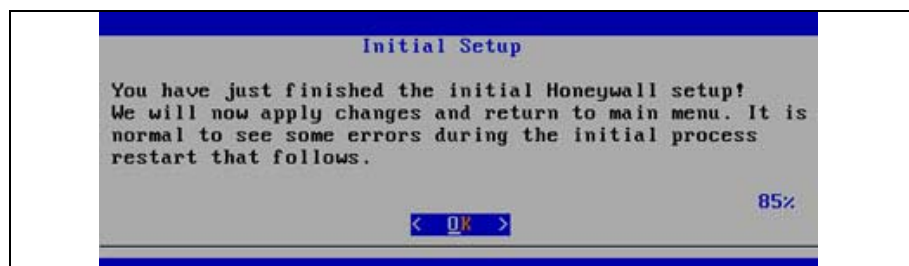 Initial Setup
You have just finished the initial Honeywall setup!
We will now apply changes and return to main menu. It is
normal to see some errors during the initial process
restart that follows.
85%
< OK >